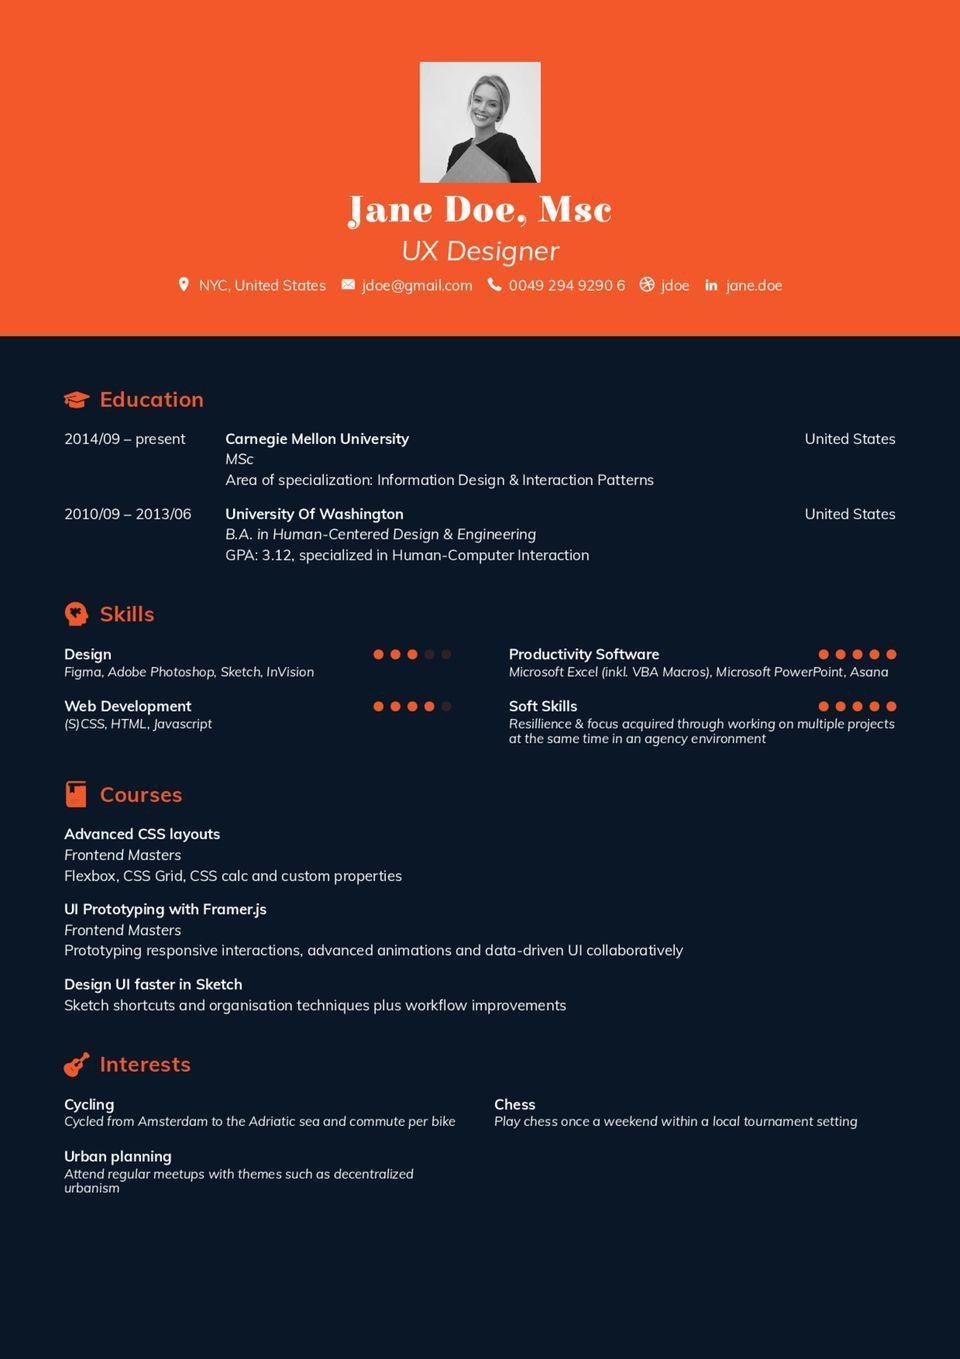 Jane Doe, Msc
UX Designer
NYC, United States jdoe@gmail.com 0049 294 9290 6 jdoe jane.doe
Education
2014/09 – present Carnegie Mellon University United States
MSc
Area of specialization: Information Design & Interaction Patterns
2010/09 – 2013/06 University Of Washington United States
B.A. in Human-Centered Design & Engineering
GPA: 3.12, specialized in Human-Computer Interaction
Skills
Design
Figma, Adobe Photoshop, Sketch, InVision
Productivity Software
Microsoft Excel (inkl. VBA Macros), Microsoft PowerPoint, Asana
Web Development
(S)CSS, HTML, Javascript
Soft Skills
Resillience & focus acquired through working on multiple projects
at the same time in an agency environment
Courses
Advanced CSS layouts
Frontend Masters
Flexbox, CSS Grid, CSS calc and custom properties
UI Prototyping with Framer.js
Frontend Masters
Prototyping responsive interactions, advanced animations and data-driven UI collaboratively
Design UI faster in Sketch
Sketch shortcuts and organisation techniques plus workflow improvements
Interests
Cycling
Cycled from Amsterdam to the Adriatic sea and commute per bike
Chess
Play chess once a weekend within a local tournament setting
Urban planning
Attend regular meetups with themes such as decentralized
urbanism